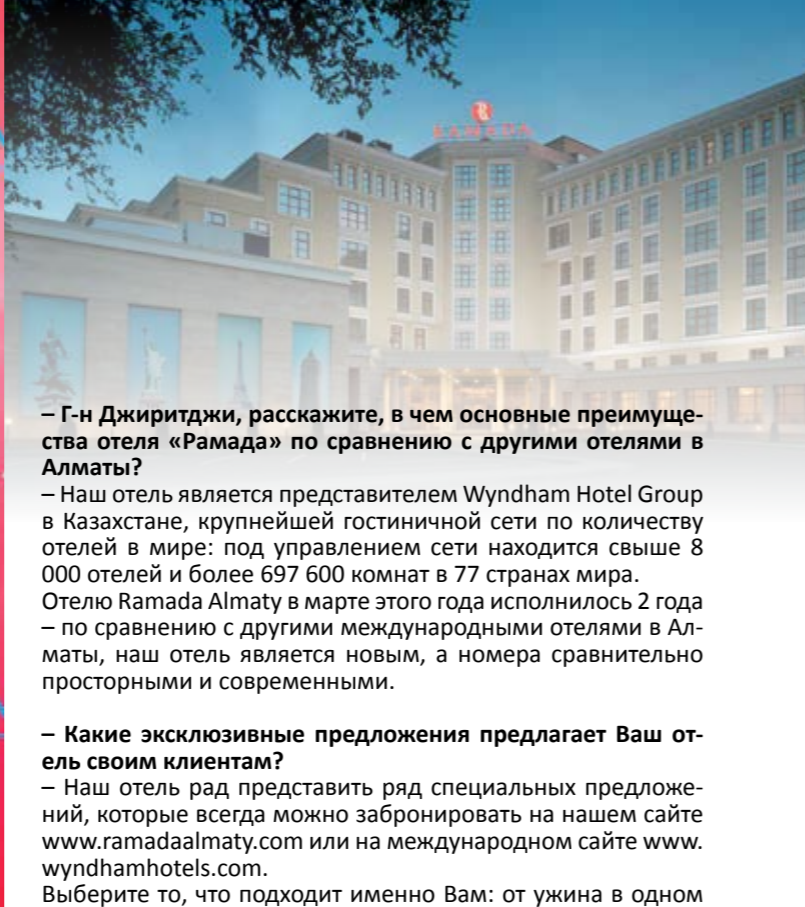 RAMADA
– Г-н Джиритджи, расскажите, в чем основные преимуще-
ства отеля «Рамада» по сравнению с другими отелями в
Алматы?
– Наш отель является представителем Wyndham Hotel Group
в Казахстане, крупнейшей гостиничной сети по количеству
отелей в мире: под управлением сети находится свыше 8
000 отелей и более 697 600 комнат в 77 странах мира.
Отелю Ramada Almaty в марте этого года исполнилось 2 года
– по сравнению с другими международными отелями в Ал-
маты, наш отель является новым, а номера сравнительно
просторными и современными.
– Какие эксклюзивные предложения предлагает Ваш от-
ель своим клиентам?
– Наш отель рад представить ряд специальных предложе-
ний, которые всегда можно забронировать на нашем сайте
www.ramadaalmaty.com или на международном сайте www.
wyndhamhotels.com.
Выберите то, что подходит именно Вам: от ужина в одном